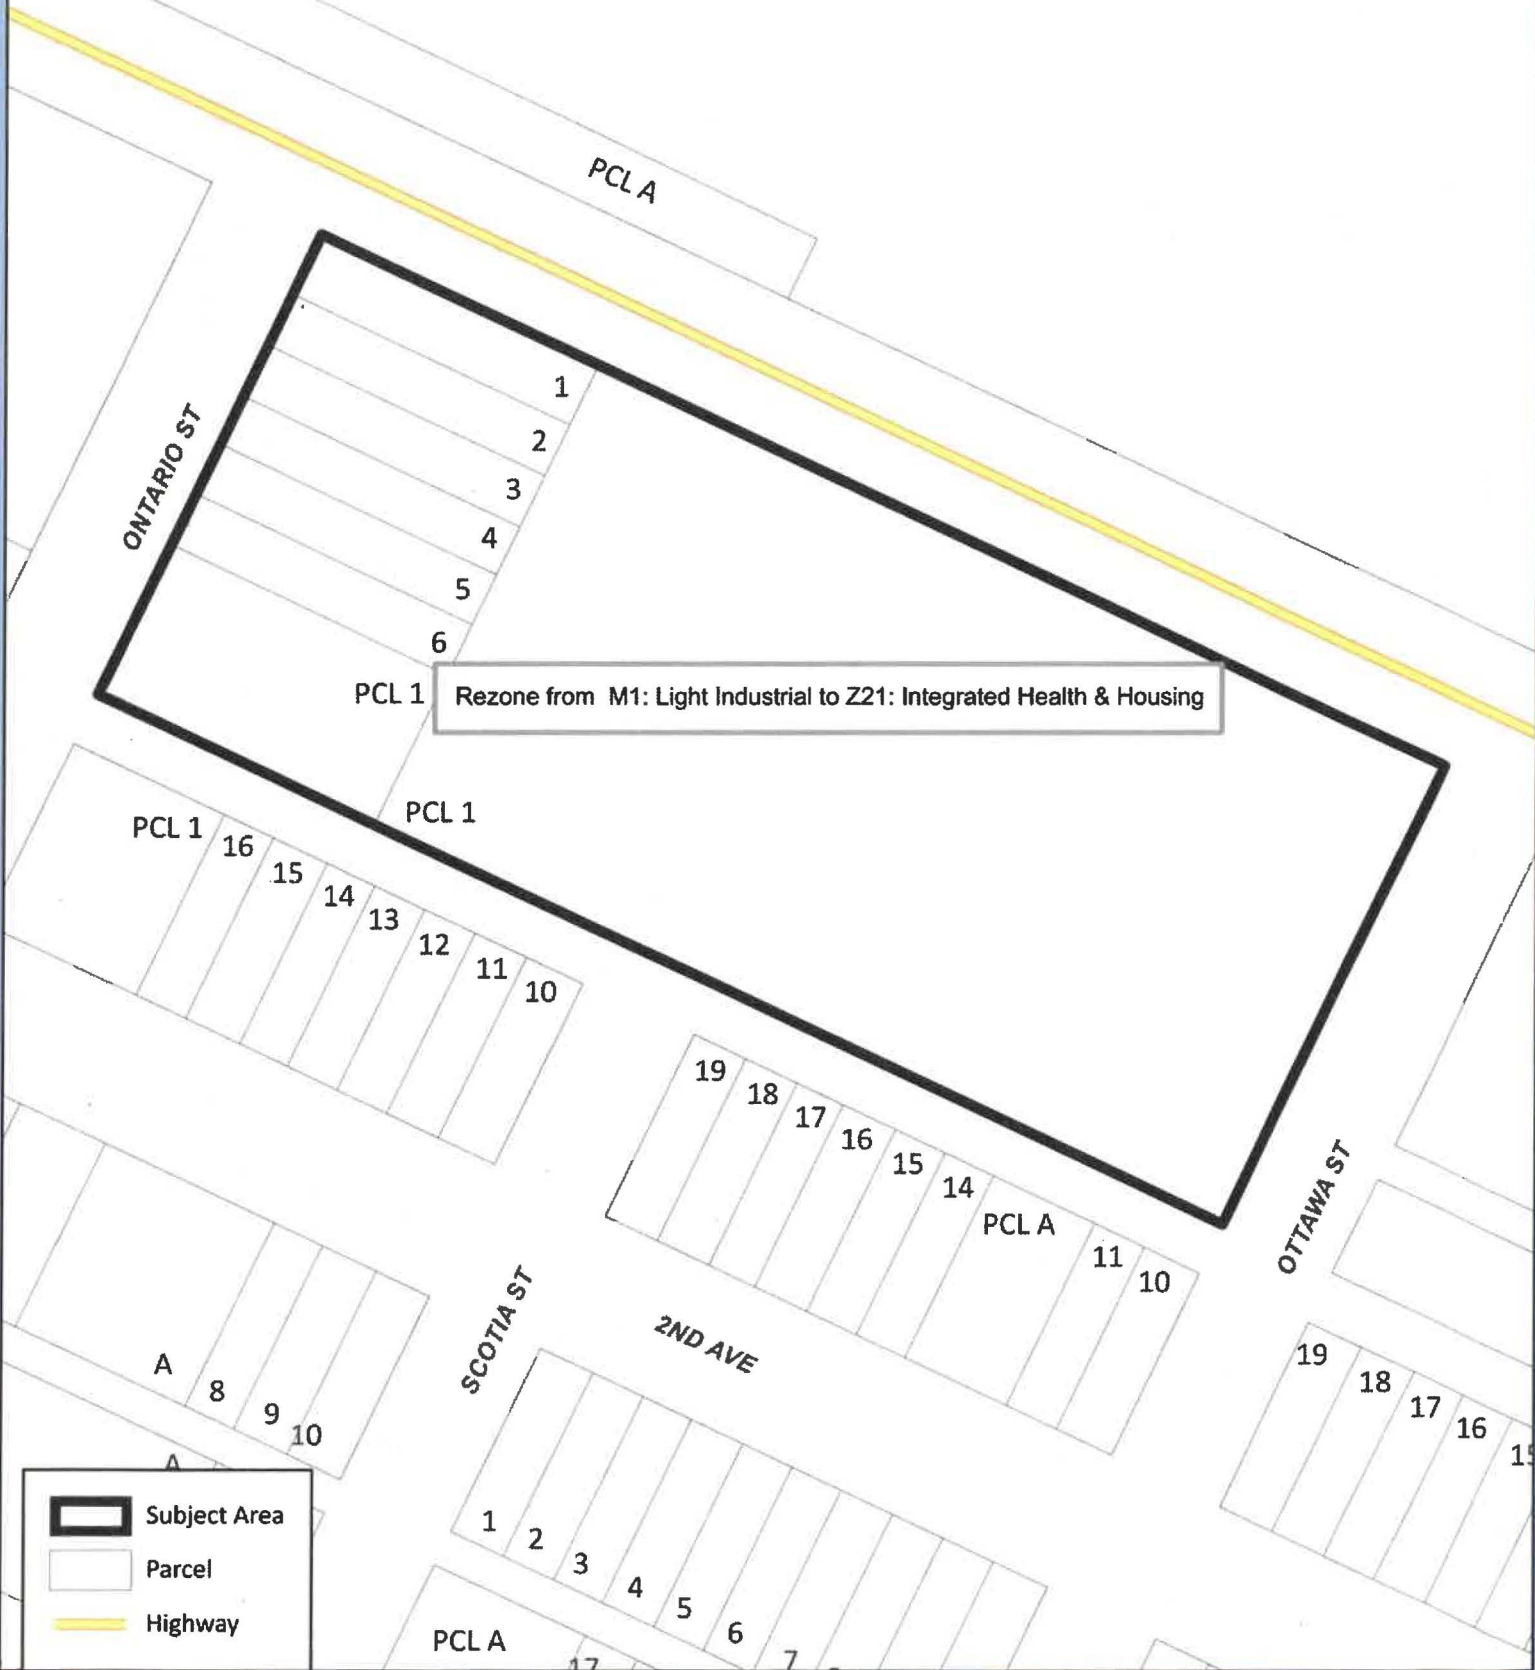 PCL A
1
2
3
4
5
6
ONTARIO ST
PCL 1
Rezone from M1: Light Industrial to Z21: Integrated Health & Housing
PCL 1
PCL 1
16
15
14
13
12
11
10
19
18
17
16
15
14
PCL A
11
10
OTTAWA ST
SCOTIA ST
2ND AVE
19
18
17
16
A
8
9
10
A
1
2
3
4
5
6
7
PCL A
17
Subject Area
Parcel
Highway